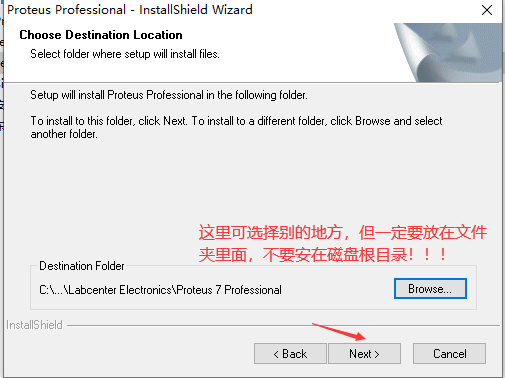 Proteus Professional - InstallShield Wizard
Choose Destination Location
Select folder where setup will install files.
Setup will install Proteus Professional in the following folder.
To install to this folder, click Next. To install to a different folder, click Browse and select
another folder.
这里可选择别的地方，但一定要放在文件
夹里面，不要安在磁盘根目录！！！
Destination Folder
C:\...\Labcenter Electronics\Proteus 7 Professional
Browse...
InstallShield
< Back
Next >
Cancel